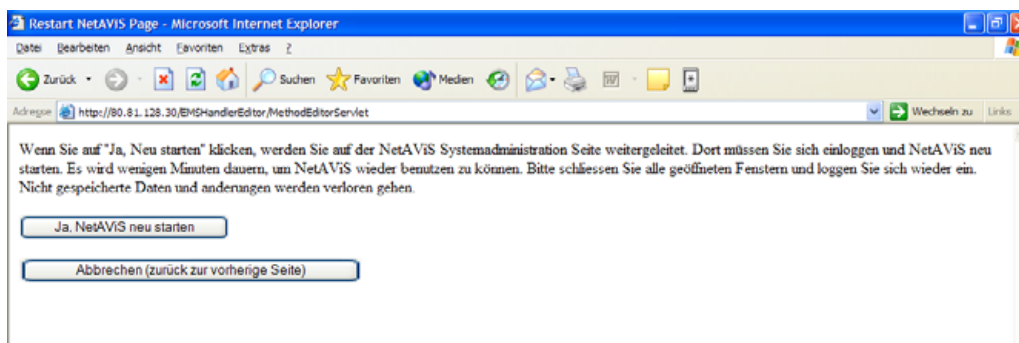 Restart NetAVIS Page - Microsoft Internet Explorer
Datei Bearbeiten Ansicht Favoriten Extras ?
Zurück Suchen Favoriten Medien
Adresse http://80.81.128.30/EMSHandlerEditor/MethodEditorServlet Wechseln zu Links
Wenn Sie auf "Ja, Neu starten" klicken, werden Sie auf der NetAViS Systemadministration Seite weitergeleitet. Dort müssen Sie sich einloggen und NetAViS neu
starten. Es wird wenigen Minuten dauern, um NetAViS wieder benutzen zu können. Bitte schliessen Sie alle geöffineten Fenstern und loggen Sie sich wieder ein.
Nicht gespeicherte Daten und anderungen werden verloren gehen.
Ja, NetAViS neu starten
Abbrechen (zurück zur vorherige Seite)